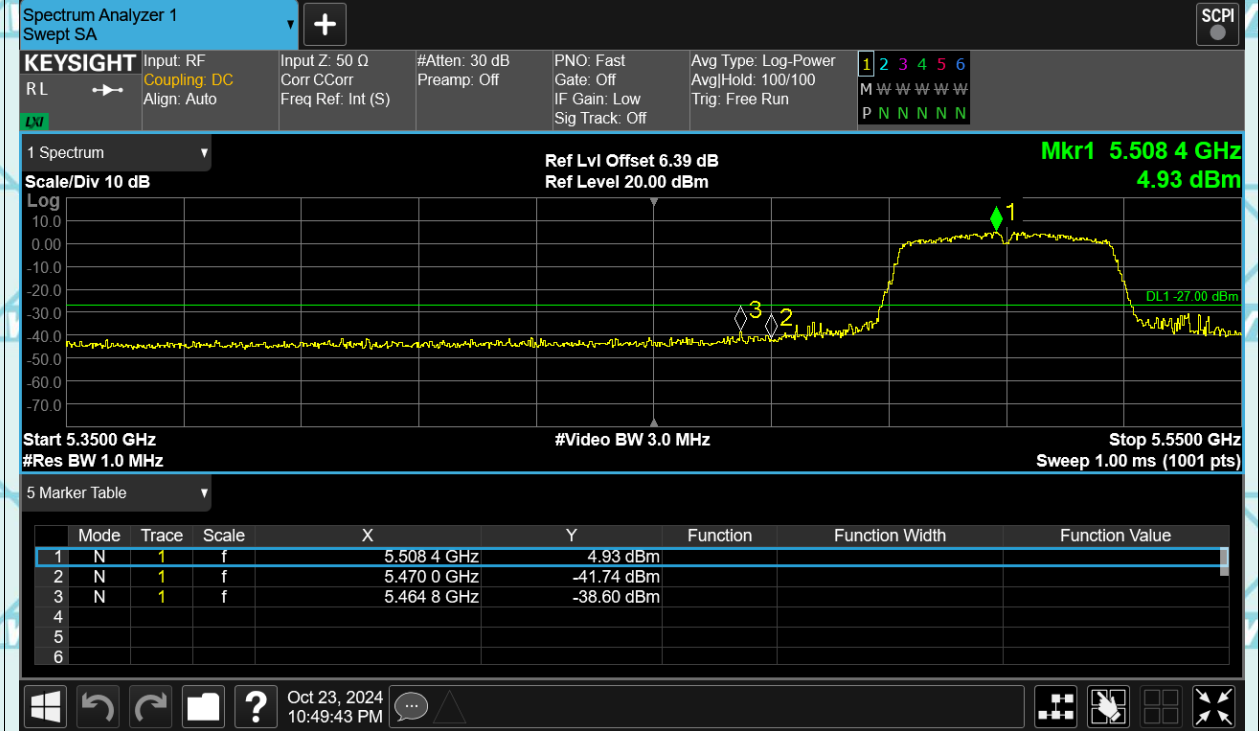 Spectrum Analyzer 1
Swept SA
+
SCPI
KEYSIGHT
R L
LXI
Input: RF
Coupling: DC
Align: Auto
Input Z: 50 Ω
Corr CCorr
Freq Ref: Int (S)
#Atten: 30 dB
Preamp: Off
PNO: Fast
Gate: Off
IF Gain: Low
Sig Track: Off
Avg Type: Log-Power
Avg|Hold: 100/100
Trig: Free Run
1 2 3 4 5 6
M W W W W W
P N N N N N
1 Spectrum
Scale/Div 10 dB
Ref Lvl Offset 6.39 dB
Ref Level 20.00 dBm
Mkr1 5.508 4 GHz
4.93 dBm
Log
10.0
0.00
-10.0
-20.0
-30.0
-40.0
-50.0
-60.0
-70.0
1
3
2
DL1 -27.00 dBm
Start 5.3500 GHz
#Video BW 3.0 MHz
Stop 5.5500 GHz
#Res BW 1.0 MHz
Sweep 1.00 ms (1001 pts)
5 Marker Table
Mode Trace Scale X Y Function Function Width Function Value
1 N 1 f 5.508 4 GHz 4.93 dBm
2 N 1 f 5.470 0 GHz -41.74 dBm
3 N 1 f 5.464 8 GHz -38.60 dBm
4
5
6
?
Oct 23, 2024
10:49:43 PM